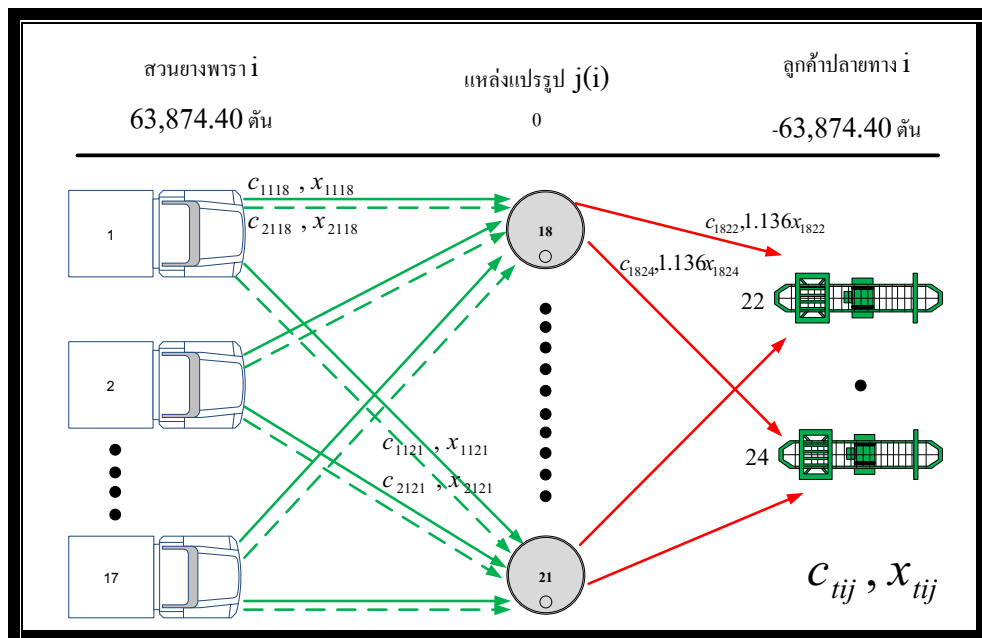 สวนยางพารา i
63,874.40 ตัน
แหล่งแปรรูป j(i)
0
ลูกค้าปลายทาง i
-63,874.40 ตัน
c1118 , x1118
c2118 , x2118
1
18
c1822,1.136x1822
c1824,1.136x1824
22
2
c1121 , x1121
c2121 , x2121
24
17
21
ctij , xtij